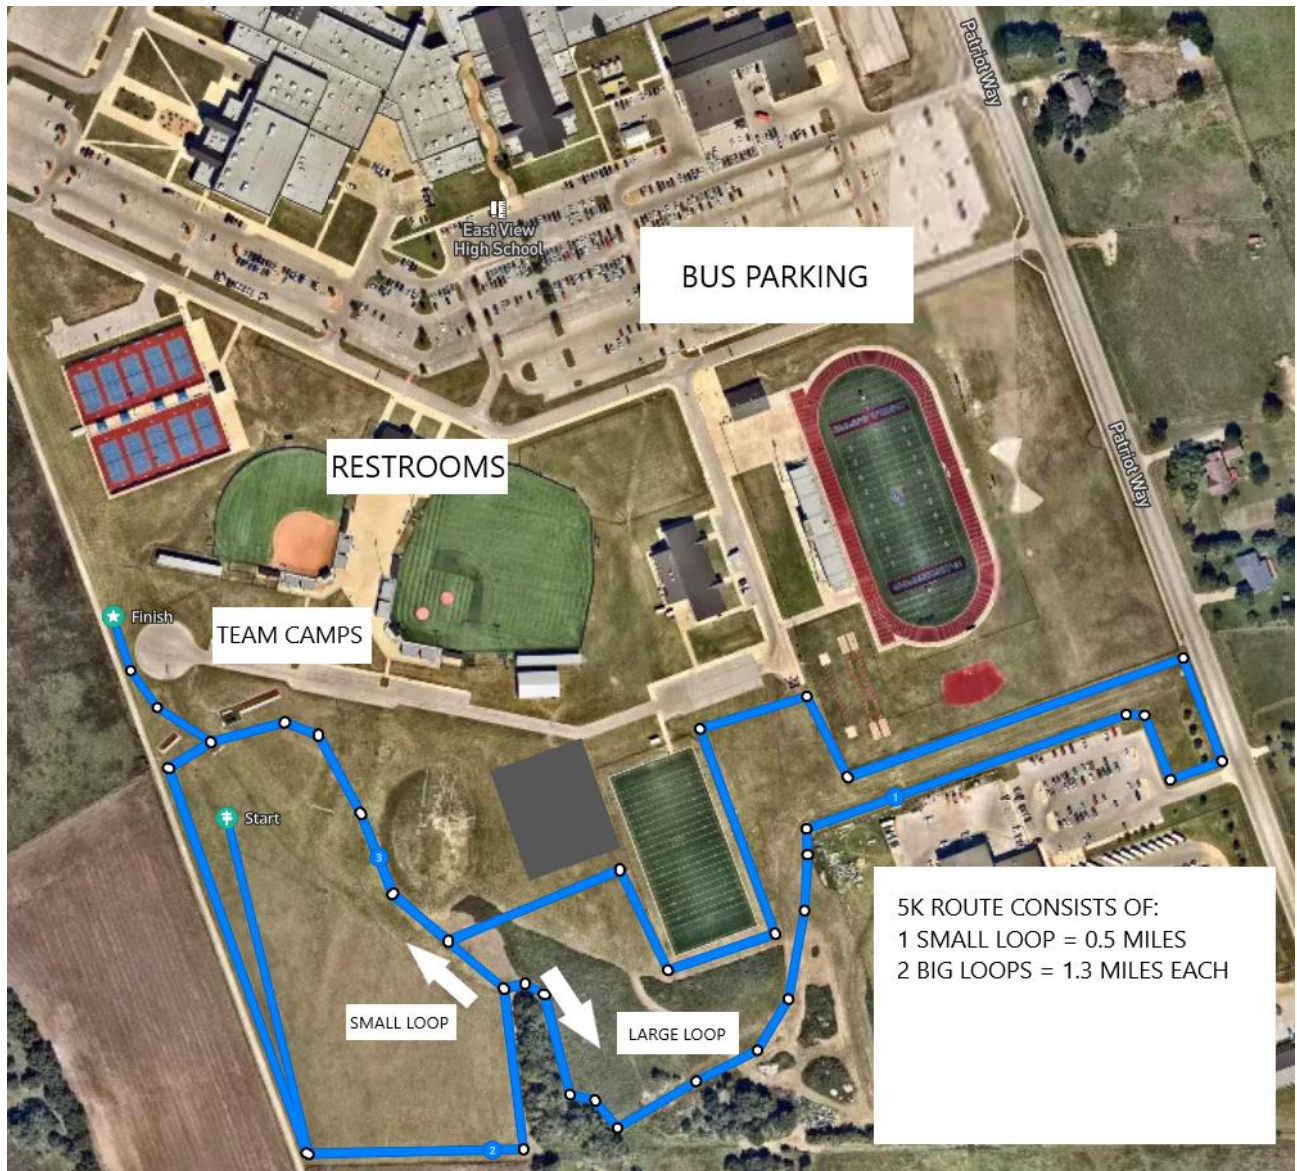 Patriot Way
East View
High School
BUS PARKING
RESTROOMS
Patriot Way
Finish
TEAM CAMPS
Start
1
3
5K ROUTE CONSISTS OF:
1 SMALL LOOP = 0.5 MILES
2 BIG LOOPS = 1.3 MILES EACH
SMALL LOOP
LARGE LOOP
2